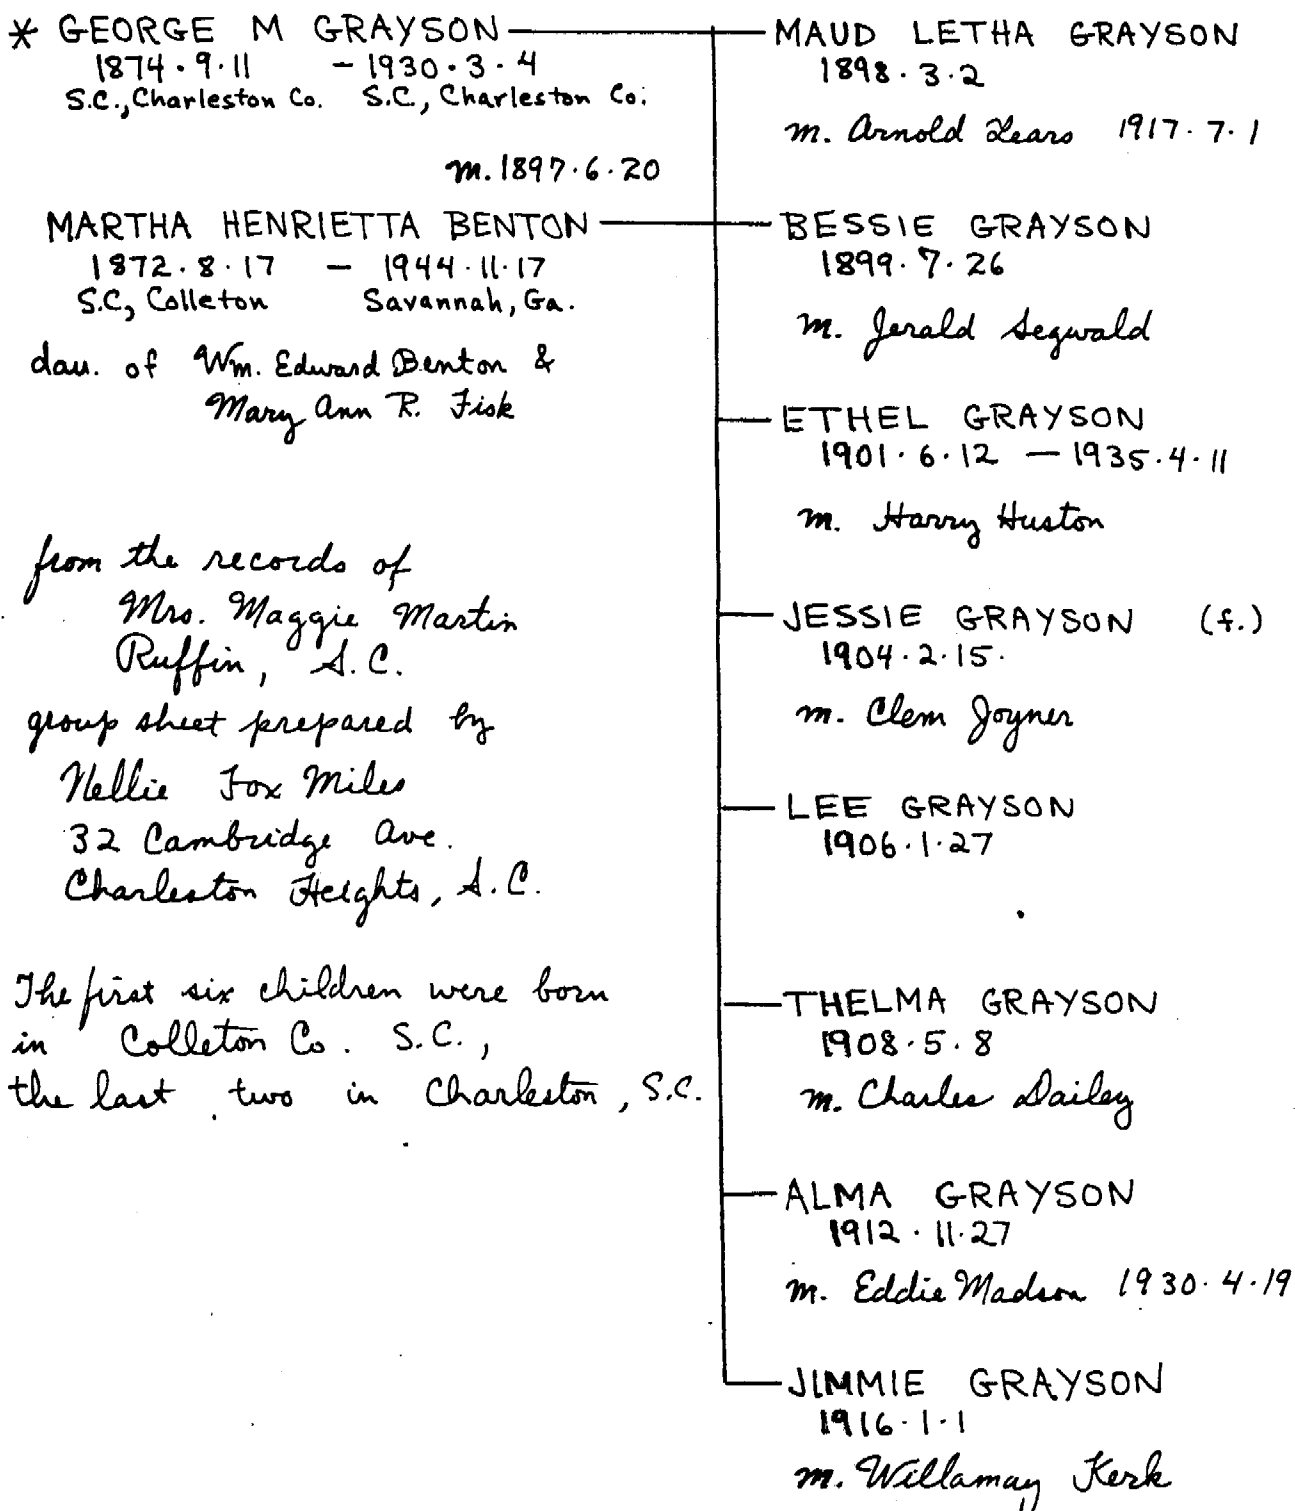 * GEORGE M GRAYSON
1874·9·11 – 1930·3·4
S.C., Charleston Co. S.C., Charleston Co.
m. 1897·6·20
MARTHA HENRIETTA BENTON
1872·8·17 – 1944·11·17
S.C, Colleton Savannah, Ga.
dau. of Wm. Edward Benton &
Mary Ann R. Fisk
from the records of
Mrs. Maggie Martin
Ruffin, S.C.
group sheet prepared by
Nellie Fox Miles
32 Cambridge Ave.
Charleston Heights, S.C.
The first six children were born
in Colleton Co. S.C.,
the last two in Charleston, S.C.
MAUD LETHA GRAYSON
1898·3·2
m. Arnold Lears 1917·7·1
BESSIE GRAYSON
1899·7·26
m. Jerald Segwald
ETHEL GRAYSON
1901·6·12 – 1935·4·11
m. Harry Huston
JESSIE GRAYSON (f.)
1904·2·15·
m. Clem Joyner
LEE GRAYSON
1906·1·27
THELMA GRAYSON
1908·5·8
m. Charles Dailey
ALMA GRAYSON
1912·11·27
m. Eddie Madson 1930·4·19
JIMMIE GRAYSON
1916·1·1
m. Willamay Kerk